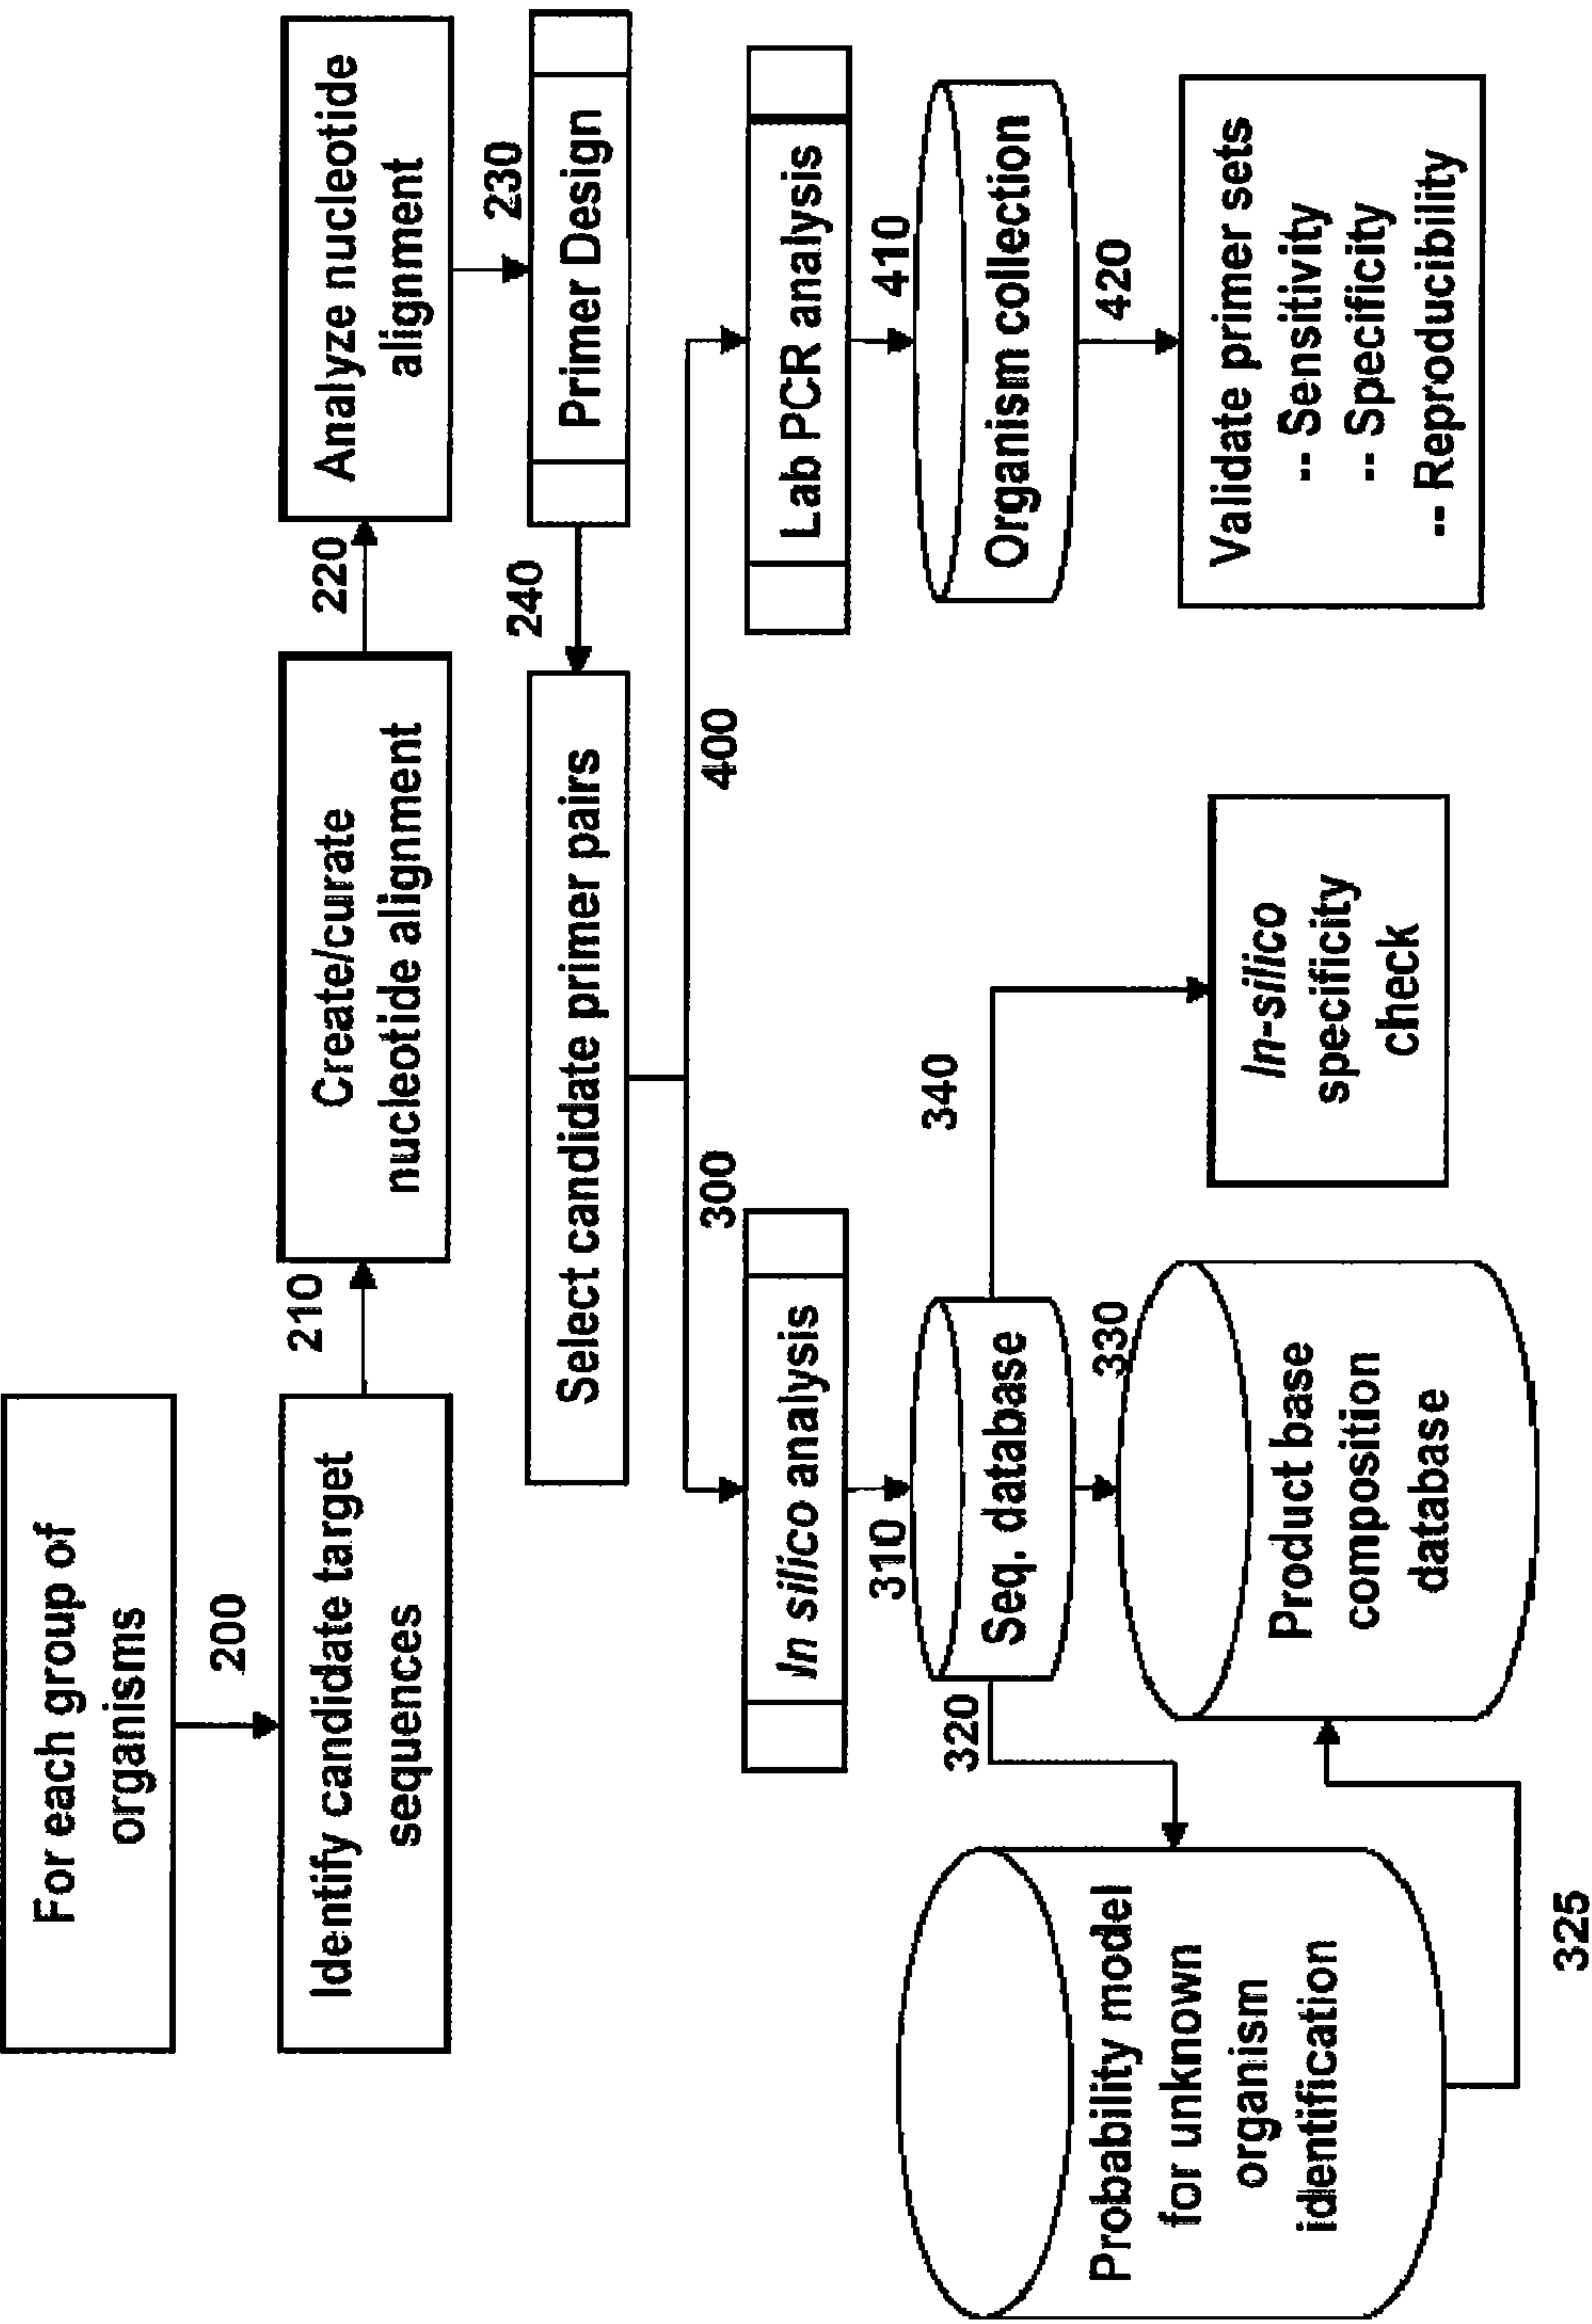 For each group of
organisms
200
Identify candidate target
sequences
210
Create/curate
nucleotide alignment
220
Analyze nucleotide
alignment
230
Primer Design
240
Select candidate primer pairs
300
400
In silico analysis
310
Seq. database
320
Probability model
for unknown
organism
identification
325
330
Product base
composition
database
340
In-silico
specificity
check
Lab PCR analysis
410
Organism collection
420
Validate primer sets
-- Sensitivity
-- Specificity
-- Reproducibility